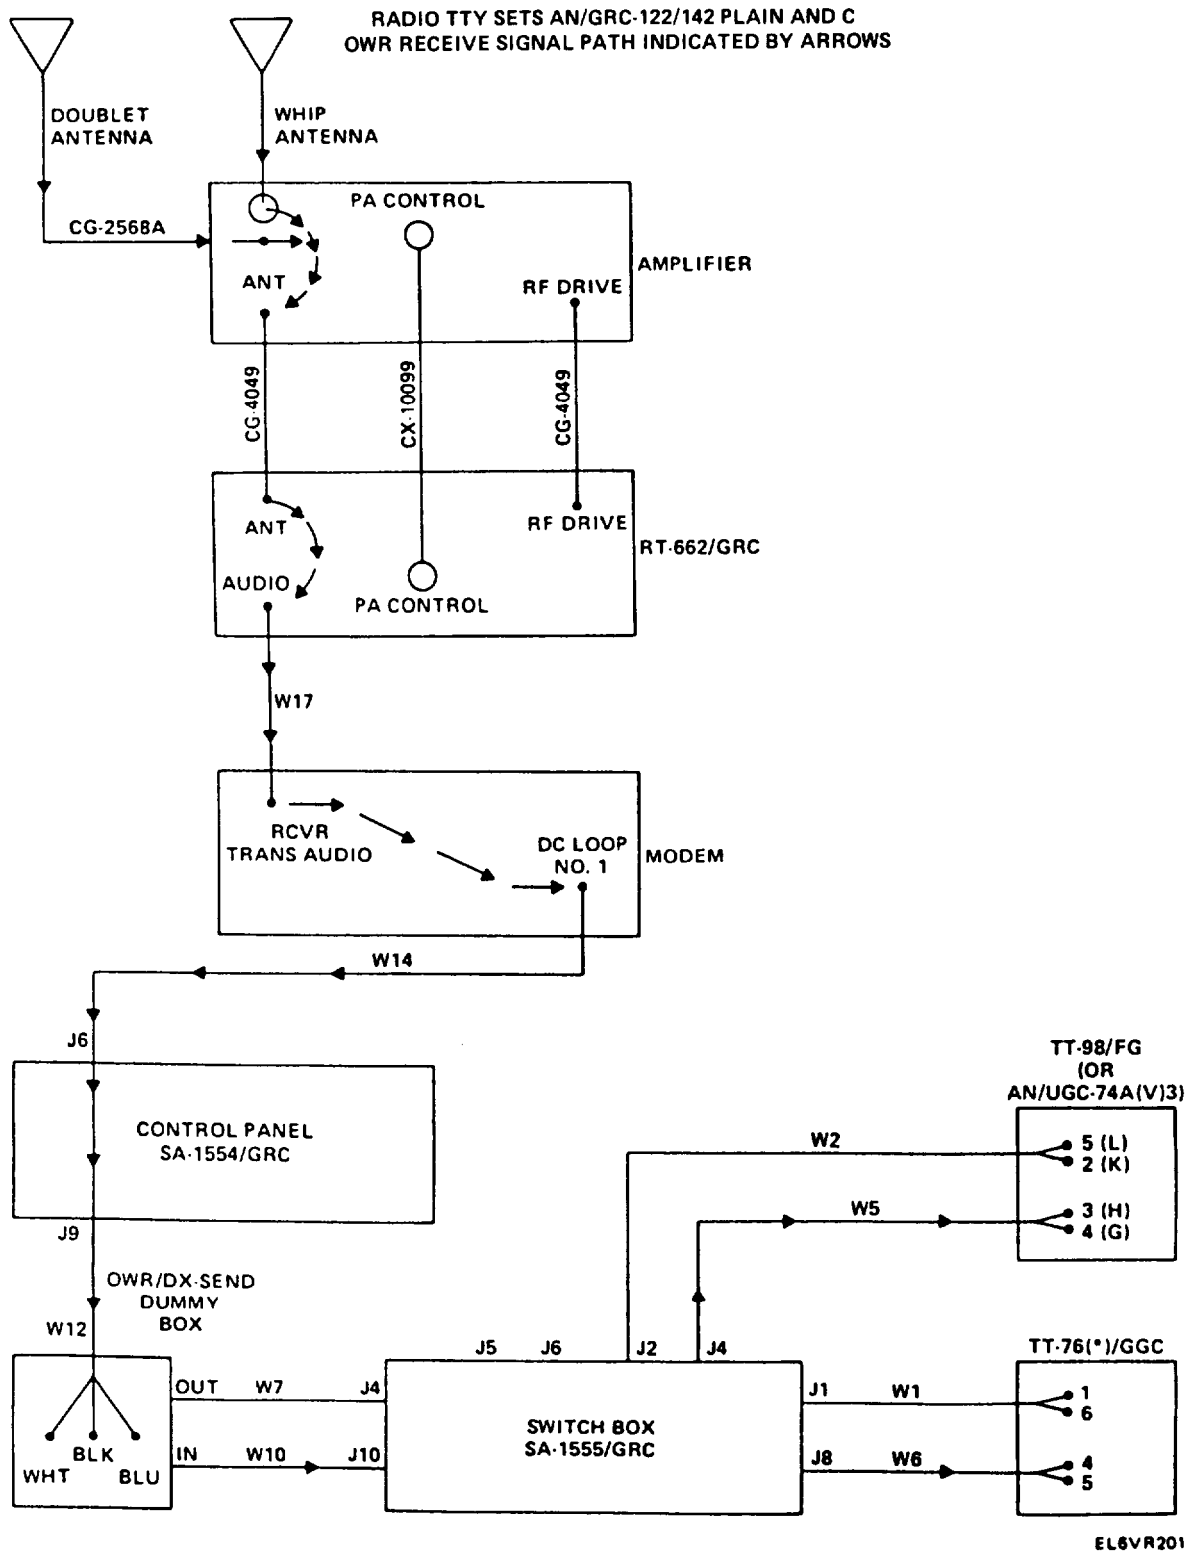 RADIO TTY SETS AN/GRC-122/142 PLAIN AND C
OWR RECEIVE SIGNAL PATH INDICATED BY ARROWS
DOUBLET
ANTENNA
WHIP
ANTENNA
CG-2568A
PA CONTROL
ANT
RF DRIVE
AMPLIFIER
CG-4049
CX-10099
CG-4049
ANT
RF DRIVE
AUDIO
PA CONTROL
RT-662/GRC
W17
RCVR
TRANS AUDIO
DC LOOP
NO. 1
MODEM
W14
J6
CONTROL PANEL
SA-1554/GRC
J9
OWR/DX-SEND
DUMMY
BOX
W12
WHT
BLK
BLU
OUT
W7
J4
IN
W10
J10
J5
J6
J2
J4
SWITCH BOX
SA-1555/GRC
W2
W5
TT-98/FG
(OR
AN/UGC-74A(V)3)
5 (L)
2 (K)
3 (H)
4 (G)
J1
W1
J8
W6
TT-76(*)/GGC
1
6
4
5
EL6VR201